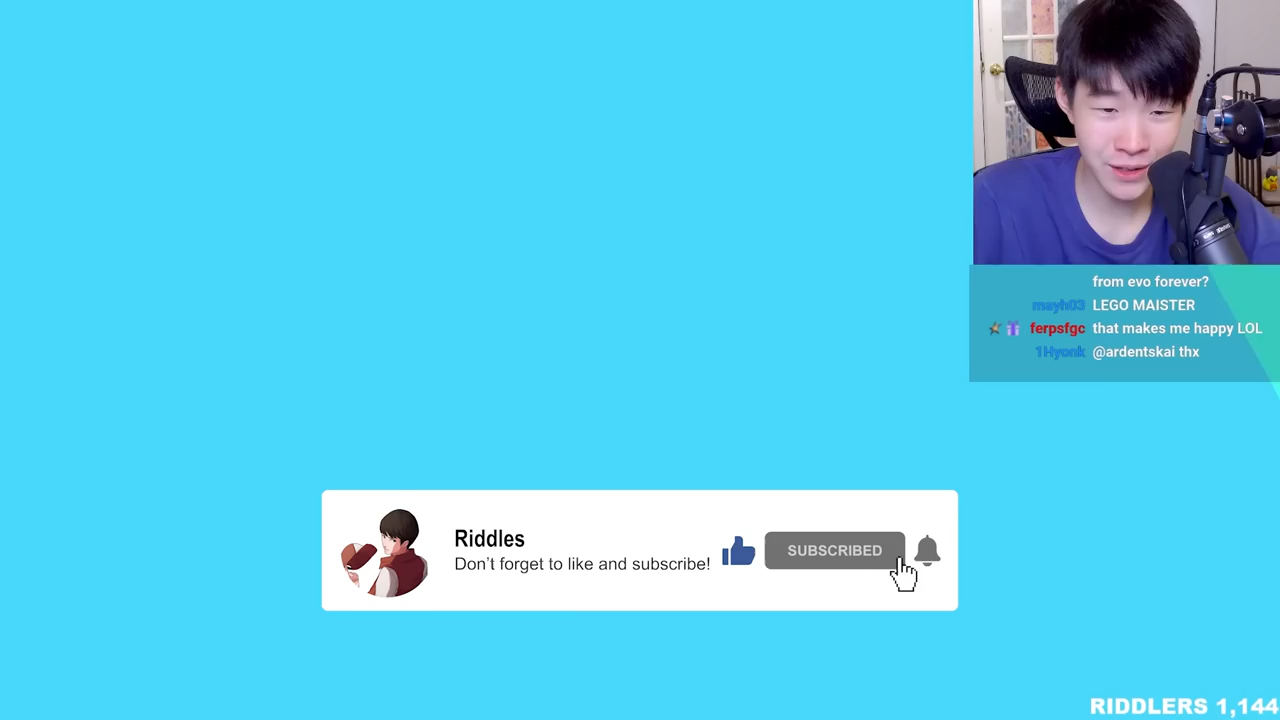 from evo forever?
mayh03 LEGO MAISTER
ferpsfgc that makes me happy LOL
1Hyonk @ardentskai thx
Riddles
Don't forget to like and subscribe!
SUBSCRIBED
RIDDLERS 1,144